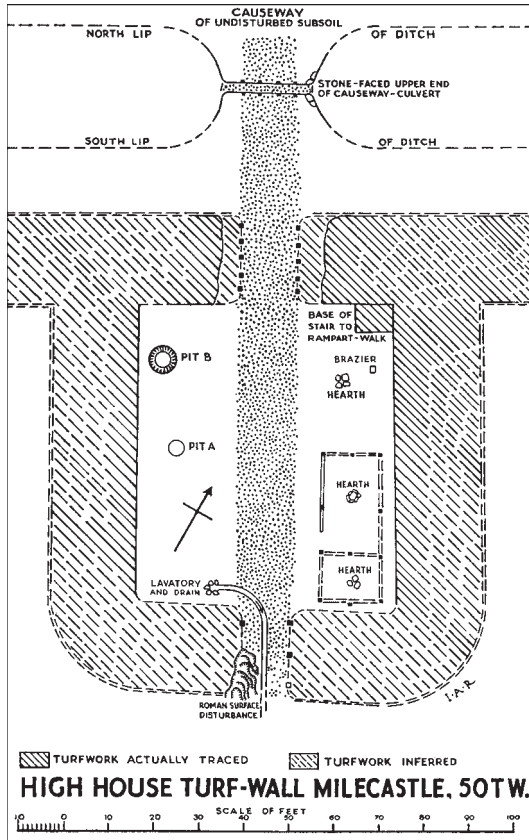 CAUSEWAY
OF UNDISTURBED SUBSOIL
NORTH LIP
OF DITCH
STONE-FACED UPPER END
OF CAUSEWAY-CULVERT
SOUTH LIP
OF DITCH
BASE OF
STAIR TO
RAMPART-WALK
PIT B
BRAZIER
HEARTH
PIT A
HEARTH
LAVATORY
AND DRAIN
HEARTH
ROMAN SURFACE
DISTURBANCE
I.A.R.
TURFWORK ACTUALLY TRACED
TURFWORK INFERRED
HIGH HOUSE TURF-WALL MILECASTLE, 50TW.
SCALE OF FEET
10 0 10 20 30 40 50 60 70 80 90 100